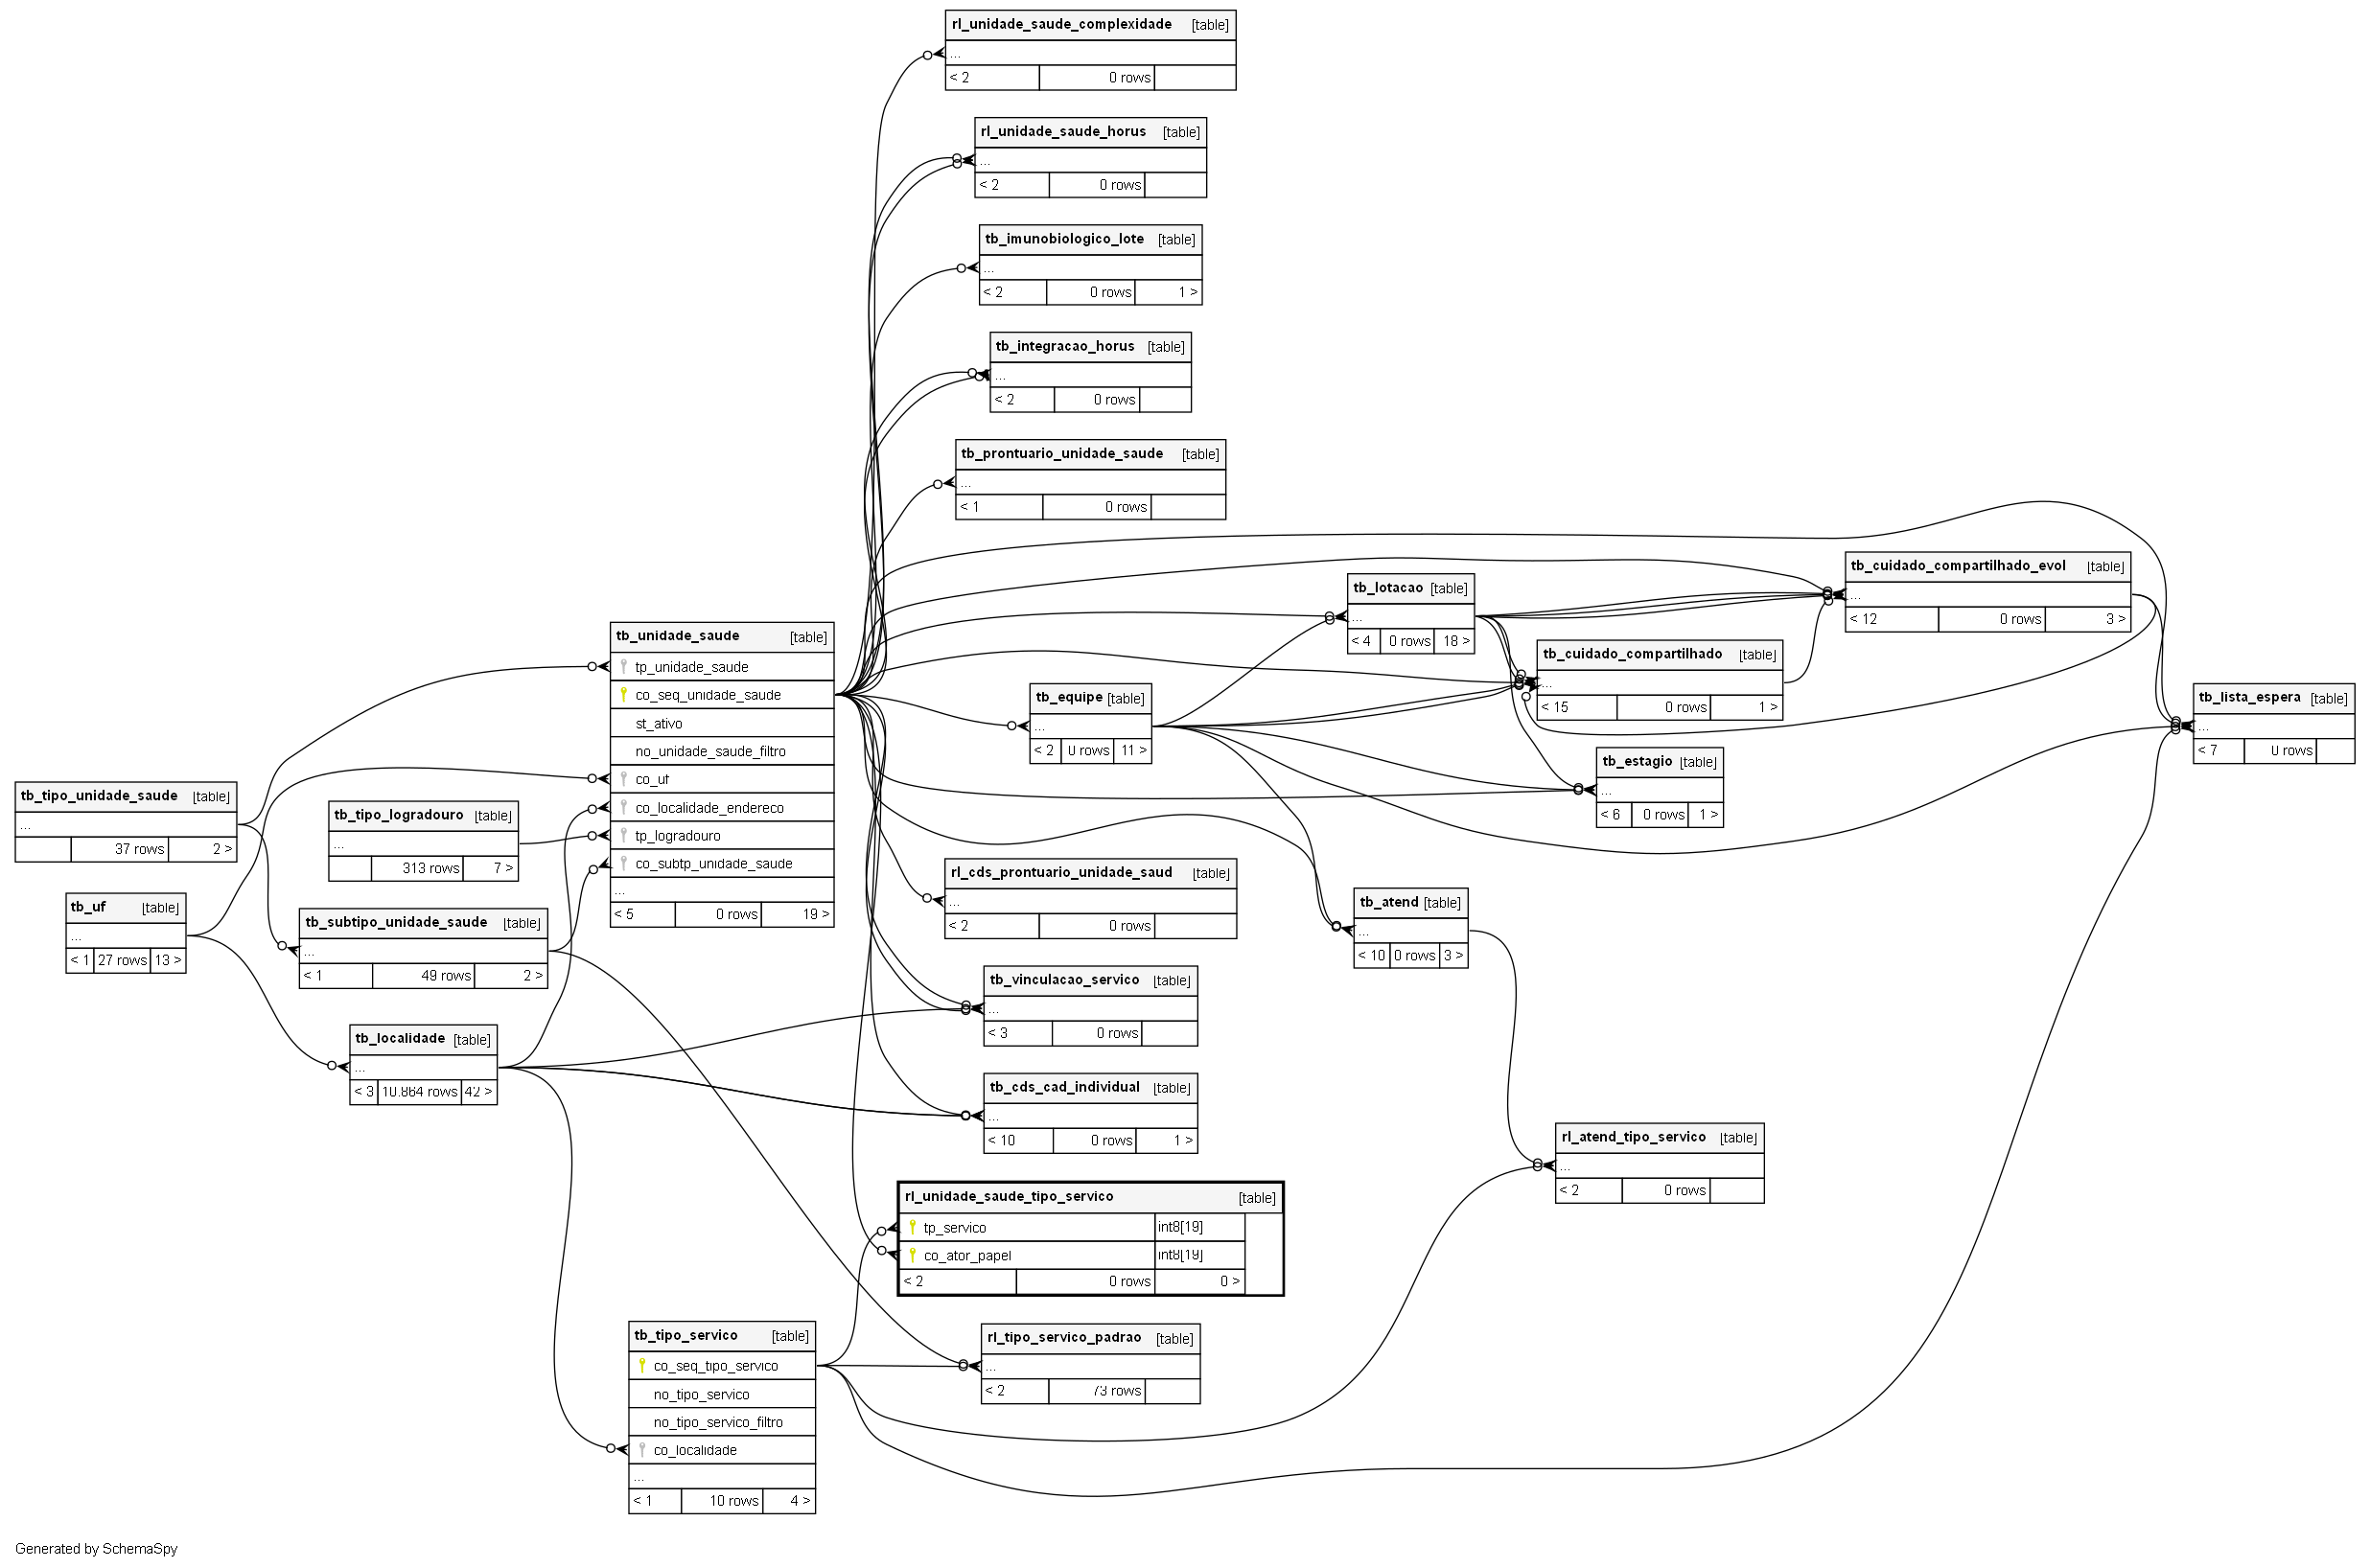 rl_unidade_saude_complexidade [table]
...
< 2 0 rows
rl_unidade_saude_horus [table]
...
< 2 0 rows
tb_imunobiologico_lote [table]
...
< 2 0 rows 1 >
tb_integracao_horus [table]
...
< 2 0 rows
tb_prontuario_unidade_saude [table]
...
< 1 0 rows
tb_cuidado_compartilhado_evol [table]
...
< 12 0 rows 3 >
tb_lotacao [table]
...
< 4 0 rows 18 >
tb_cuidado_compartilhado [table]
...
< 15 0 rows 1 >
tb_lista_espera [table]
...
< 7 0 rows
tb_equipe [table]
...
< 2 0 rows 11 >
tb_estagio [table]
...
< 6 0 rows 1 >
tb_unidade_saude [table]
tp_unidade_saude
co_seq_unidade_saude
st_ativo
no_unidade_saude_filtro
co_uf
co_localidade_endereco
tp_logradouro
co_subtp_unidade_saude
...
< 5 0 rows 19 >
tb_tipo_unidade_saude [table]
...
37 rows 2 >
tb_tipo_logradouro [table]
...
313 rows 7 >
tb_uf [table]
...
< 1 27 rows 13 >
tb_subtipo_unidade_saude [table]
...
< 1 49 rows 2 >
tb_localidade [table]
...
< 3 10.864 rows 42 >
rl_cds_prontuario_unidade_saud [table]
...
< 2 0 rows
tb_atend [table]
...
< 10 0 rows 3 >
tb_vinculacao_servico [table]
...
< 3 0 rows
tb_cds_cad_individual [table]
...
< 10 0 rows 1 >
rl_atend_tipo_servico [table]
...
< 2 0 rows
rl_unidade_saude_tipo_servico [table]
tp_servico int8[19]
co_ator_papel int8[19]
< 2 0 rows 0 >
tb_tipo_servico [table]
co_seq_tipo_servico
no_tipo_servico
no_tipo_servico_filtro
co_localidade
...
< 1 10 rows 4 >
rl_tipo_servico_padrao [table]
...
< 2 73 rows
Generated by SchemaSpy